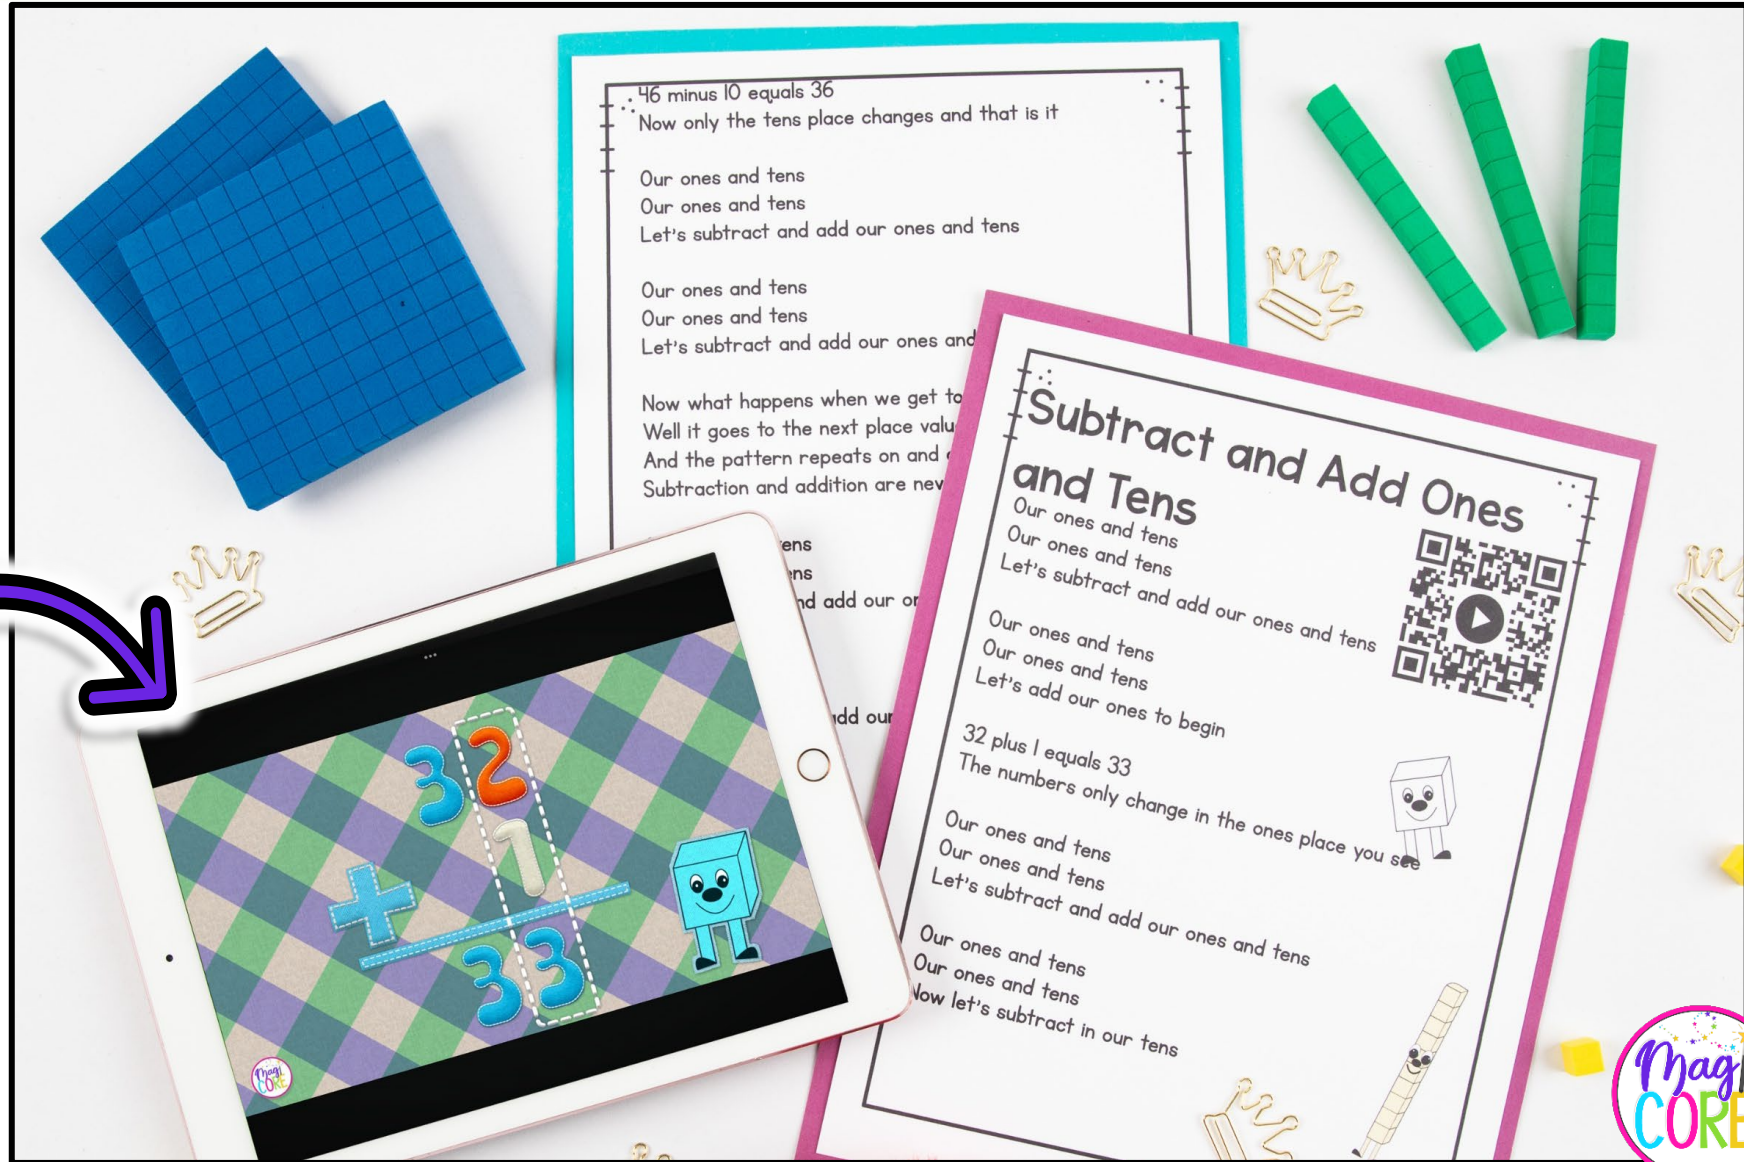 46 minus 10 equals 36
Now only the tens place changes and that is it
Our ones and tens
Our ones and tens
Let's subtract and add our ones and tens
Our ones and tens
Our ones and tens
Let's subtract and add our ones and
Now what happens when we get to
Well it goes to the next place
And the pattern repeats on and
Subtraction and addition are
add our
add our
Subtract and Add Ones
and Tens
Our ones and tens
Our ones and tens
Let's subtract and add our ones and tens
Our ones and tens
Our ones and tens
Let's add our ones to begin
32 plus 1 equals 33
The numbers only change in the ones place you see
Our ones and tens
Our ones and tens
Let's subtract and add our ones and tens
Our ones and tens
Our ones and tens
Now let's subtract in our tens
32
1
+
33
Magi
CORE
Magi
CORE